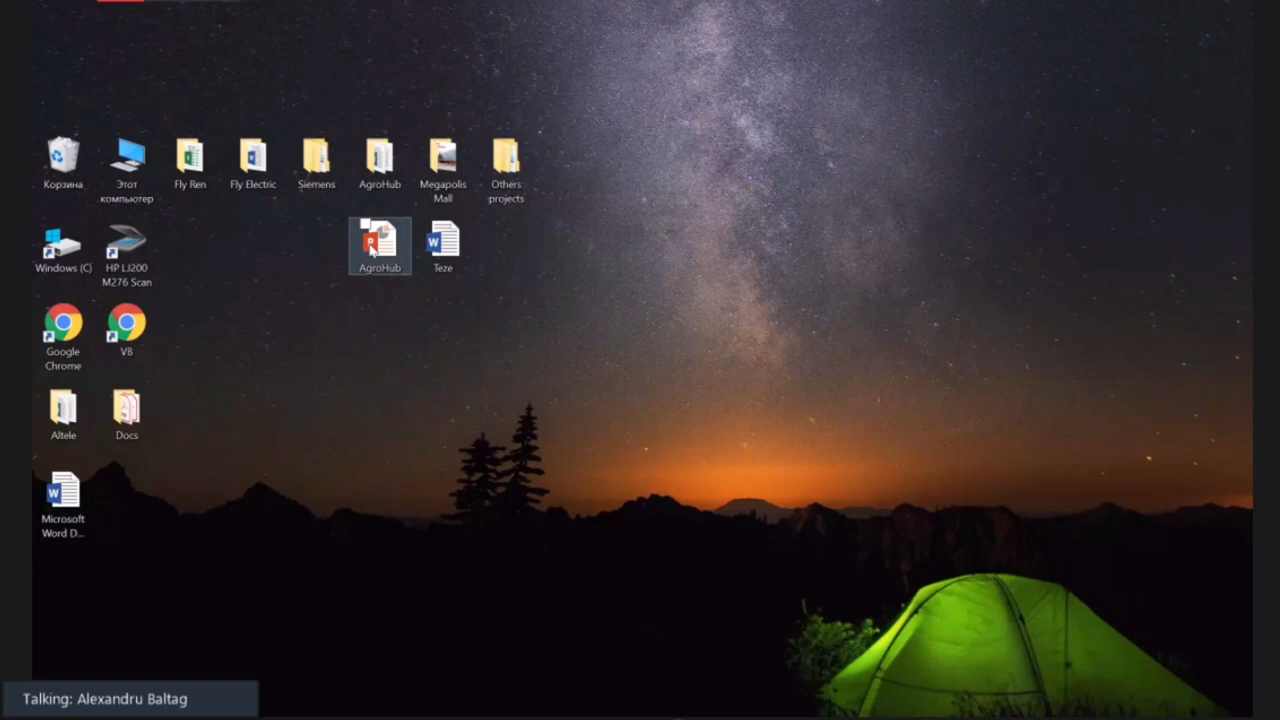 Корзина
Этот
компьютер
Fly Ren
Fly Electric
Siemens
AgroHub
Megapolis
Mall
Others
projects
Windows (C)
HP LJ200
M276 Scan
AgroHub
Teze
Google
Chrome
VB
Altele
Docs
Microsoft
Word D...
Talking: Alexandru Baltag